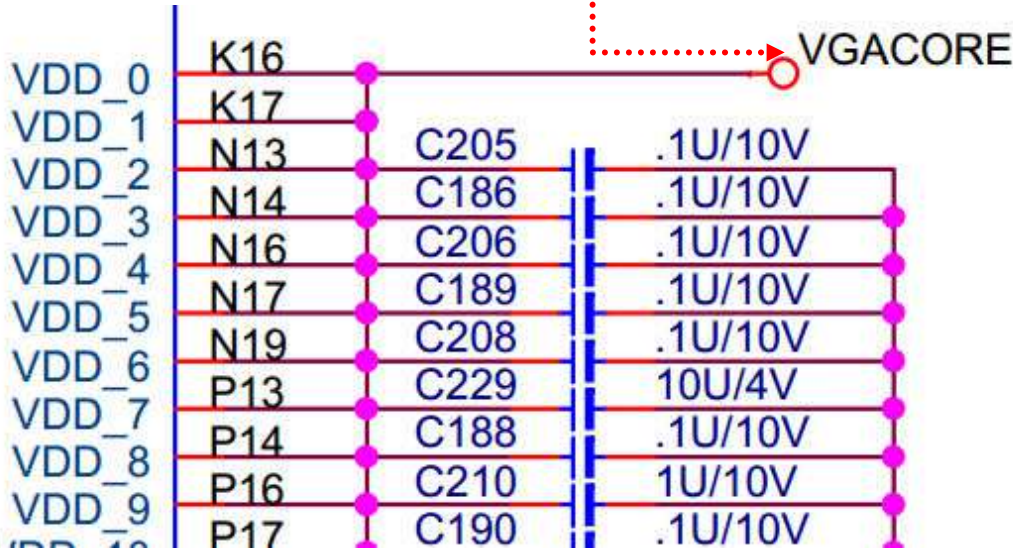 VGACORE
VDD_0 K16
VDD_1 K17
VDD_2 N13 C205 .1U/10V
VDD_3 N14 C186 .1U/10V
VDD_4 N16 C206 .1U/10V
VDD_5 N17 C189 .1U/10V
VDD_6 N19 C208 .1U/10V
VDD_7 P13 C229 10U/4V
VDD_8 P14 C188 .1U/10V
VDD_9 P16 C210 1U/10V
P17 C190 .1U/10V